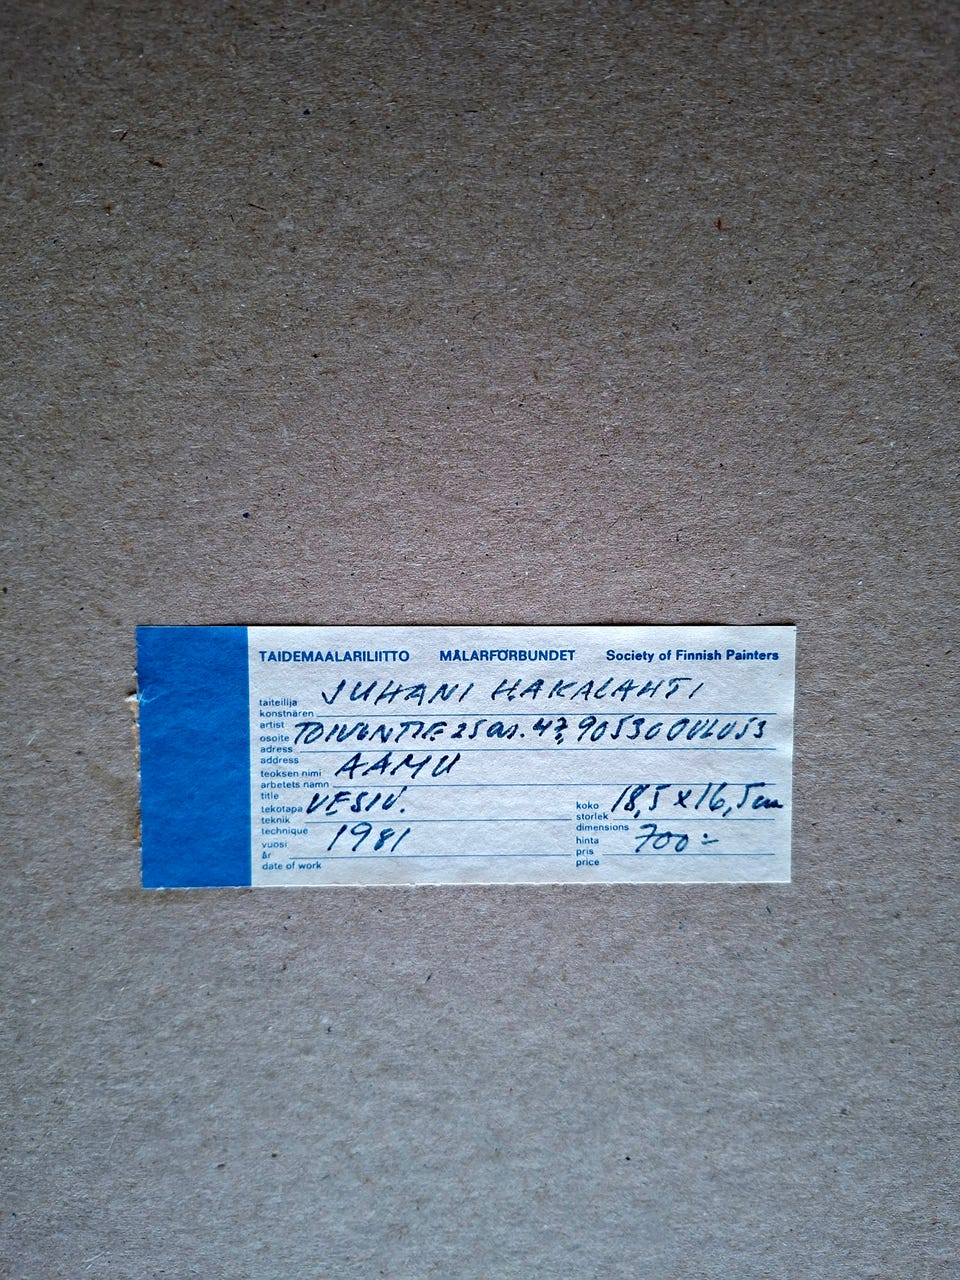 TAIDEMAALARILIITTO MÅLARFÖRBUNDET Society of Finnish Painters
taiteilija JUHANI HAKALAHTI
konstnären
artist
osoite TOIVONTIE 25 as. 47, 90530 OULU 53
adress
address
teoksen nimi AAMU
arbetets namn
title
tekotapa VESIV. koko 18,5 x 16,5 cm
teknik storlek
technique dimensions
vuosi 1981 hinta 700:-
år pris
date of work price